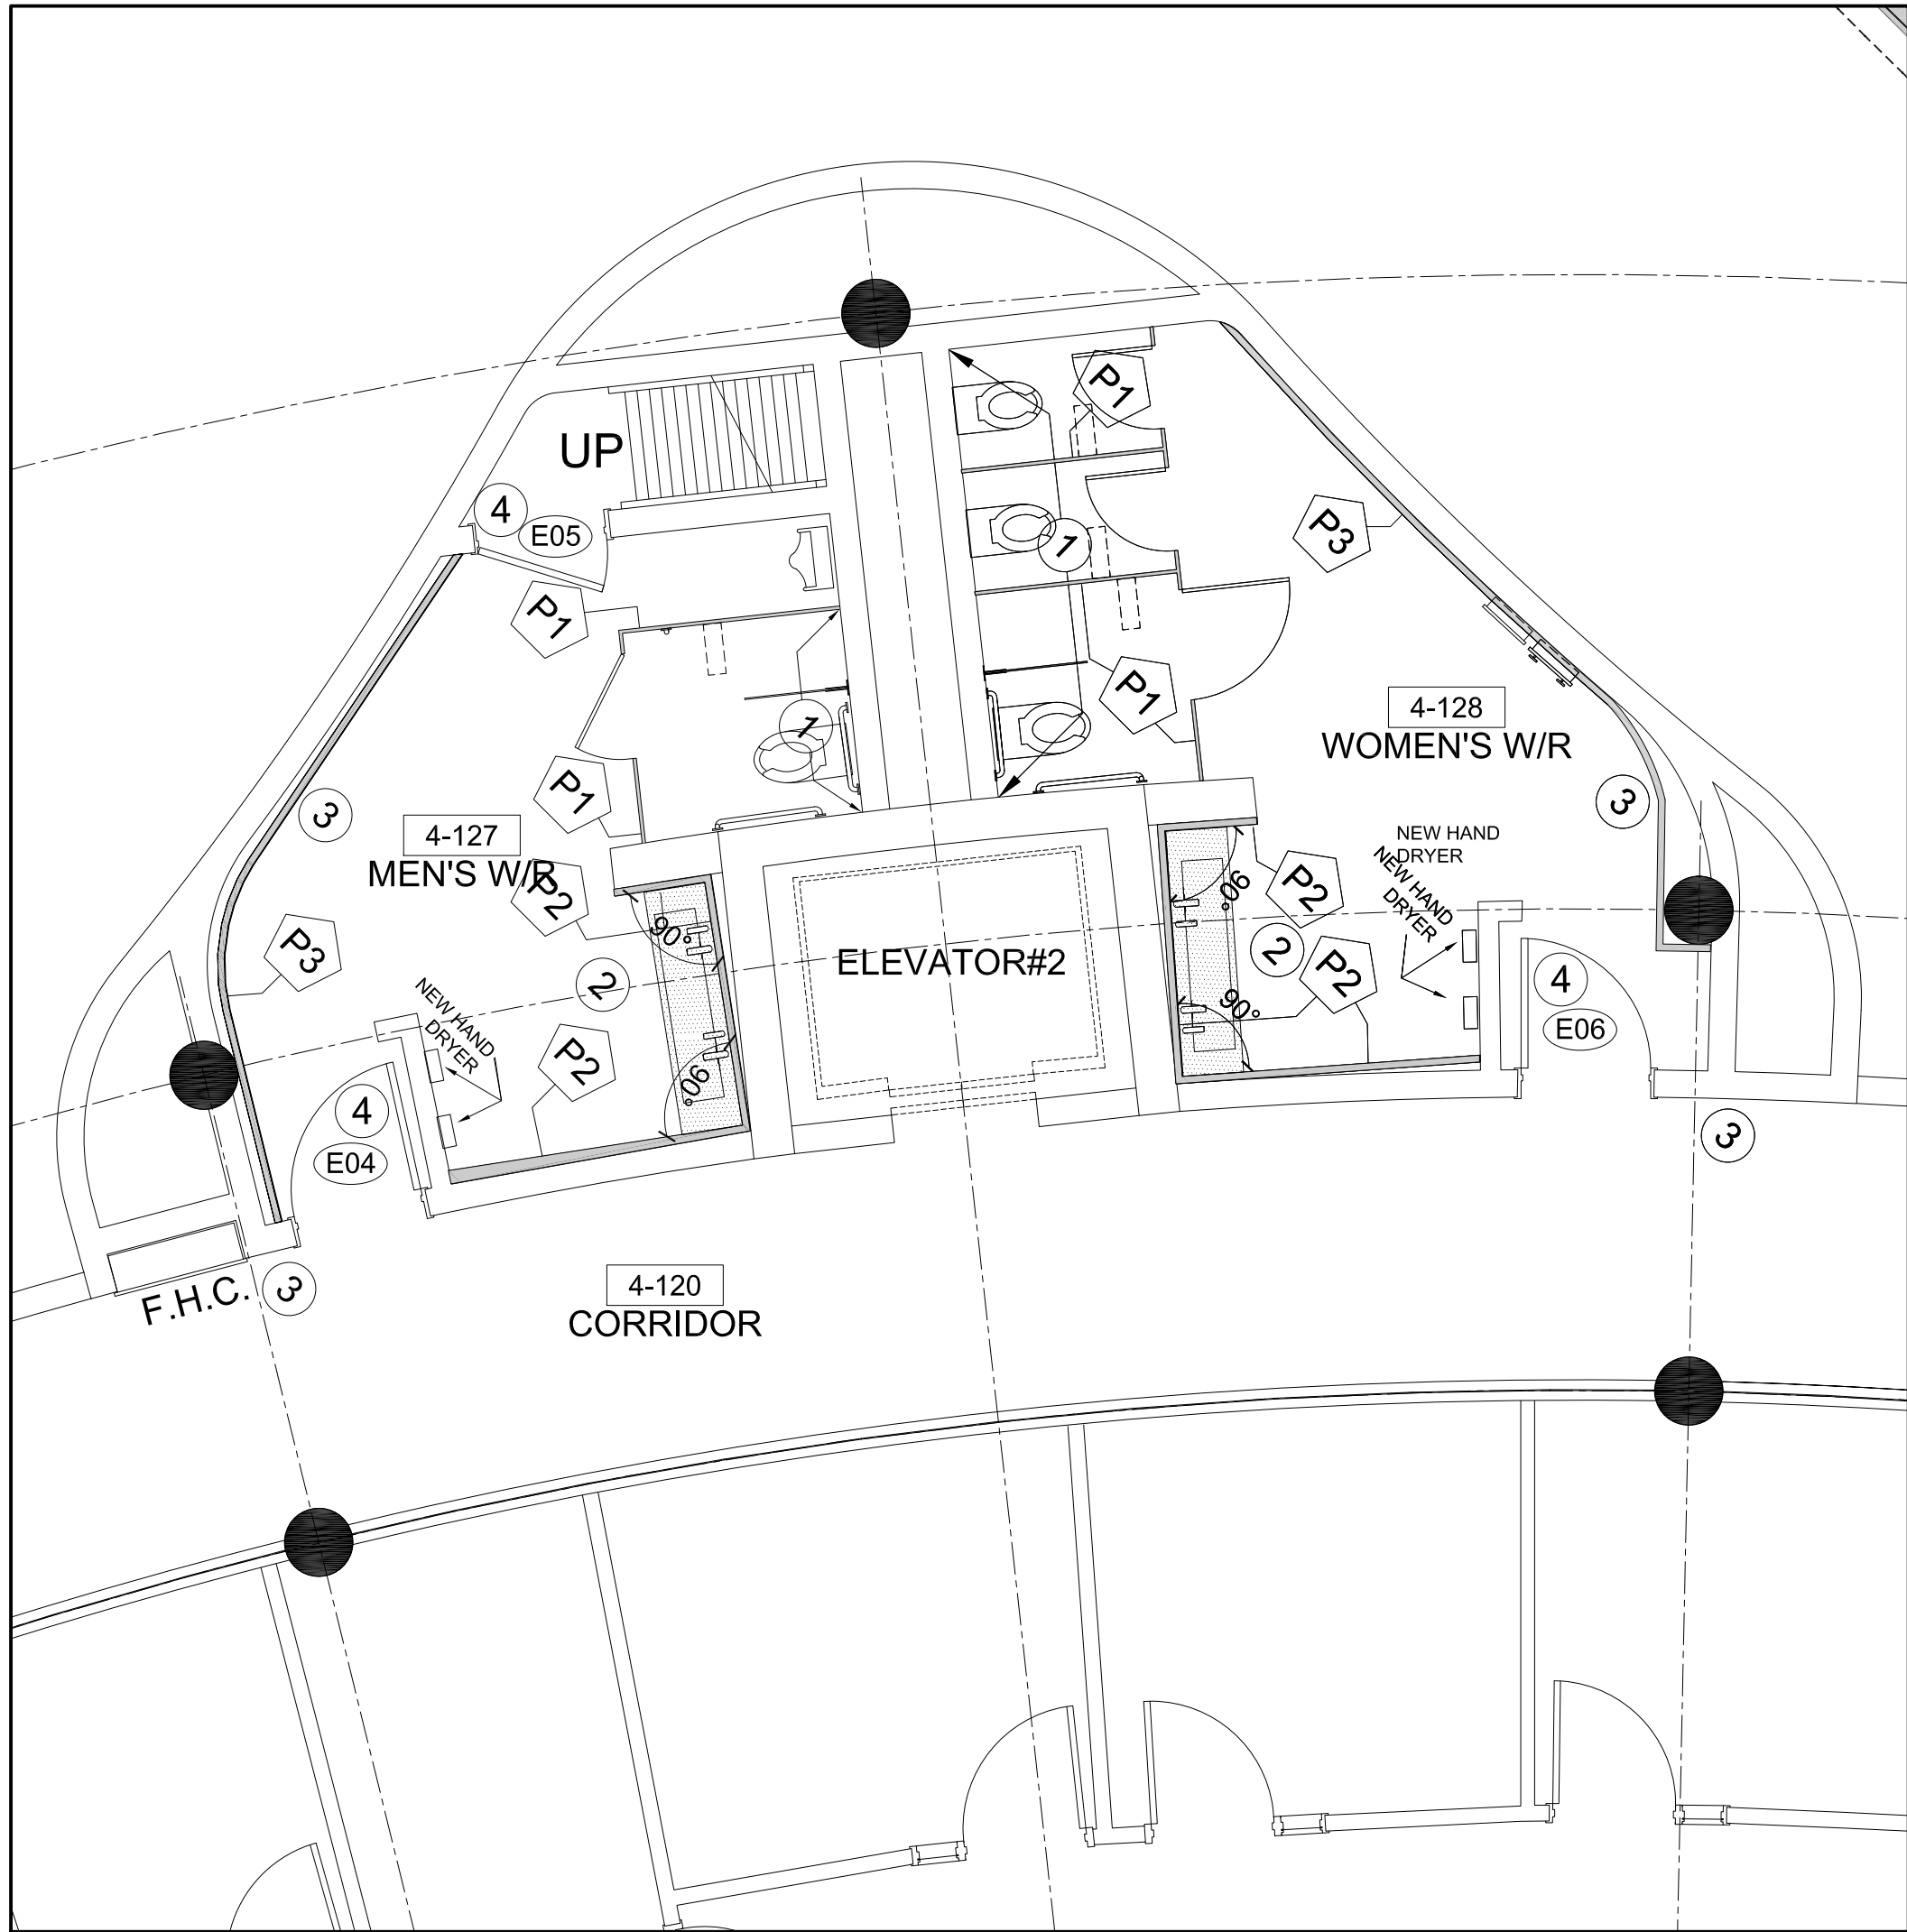 P1
UP
4
E05
1
P3
P1
P1
4-128
WOMEN'S W/R
P1
1
3
3
4-127
MEN'S W/R
NEW HAND
DRYER
NEW HAND
DRYER
P2
90°
P2
90°
P3
2
ELEVATOR#2
2
P2
4
E06
NEW HAND
DRYER
P2
90°
90°
4
E04
3
F.H.C.
3
4-120
CORRIDOR